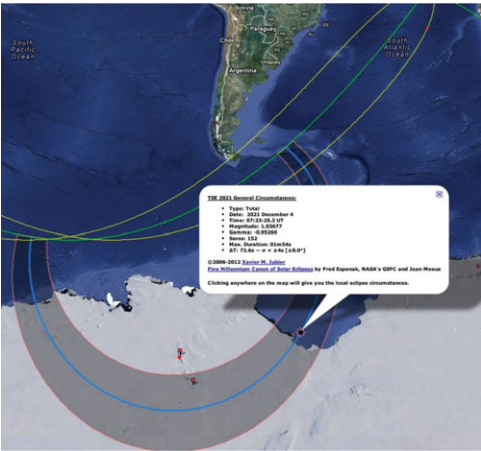 Bolivia
South
Pacific
Ocean
Chile
Paraguay
South
Atlantic
Ocean
Uruguay
Argentina
TSE 2021 General Circumstances:
• Type: Total
• Date: 2021 December 4
• Time: 07:33:25.3 UT
• Magnitude: 1.03677
• Gamma: -0.95260
• Saros: 152
• Max. Duration: 01m54s
©2006-2012 Xavier M. Jubier
Five Millennium Canon of Solar Eclipses by Fred Espenak, NASA's GSFC and Jean Meeus
Clicking anywhere on the map will give you the local eclipse circumstances.